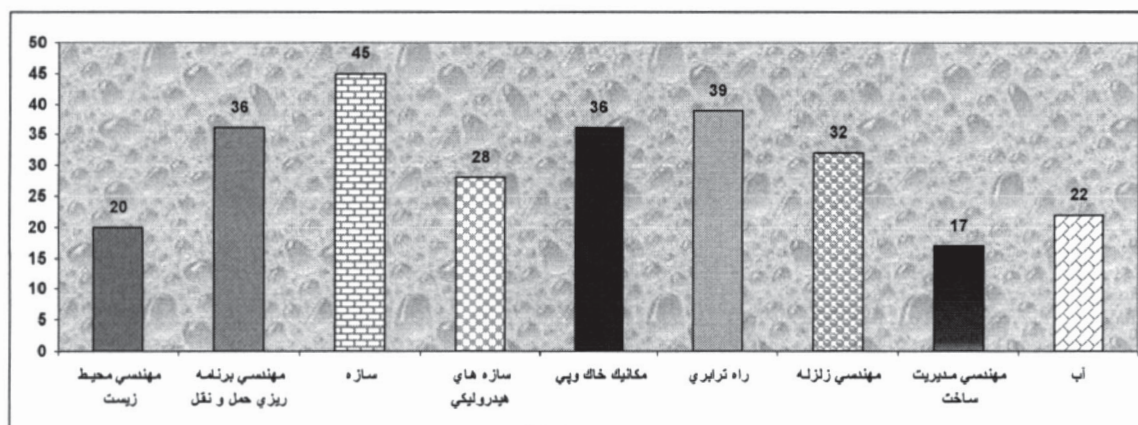 50
45
40
35
30
25
20
15
10
5
0
20
36
45
28
36
39
32
17
22
مهندسي محيط
زيست
مهندسي برنامه
ريزي حمل و نقل
سازه
سازه هاي
هيدروليكي
مكانيك خاك وپي
راه ترابري
مهندسي زلزله
مهندسي مديريت
ساخت
آب